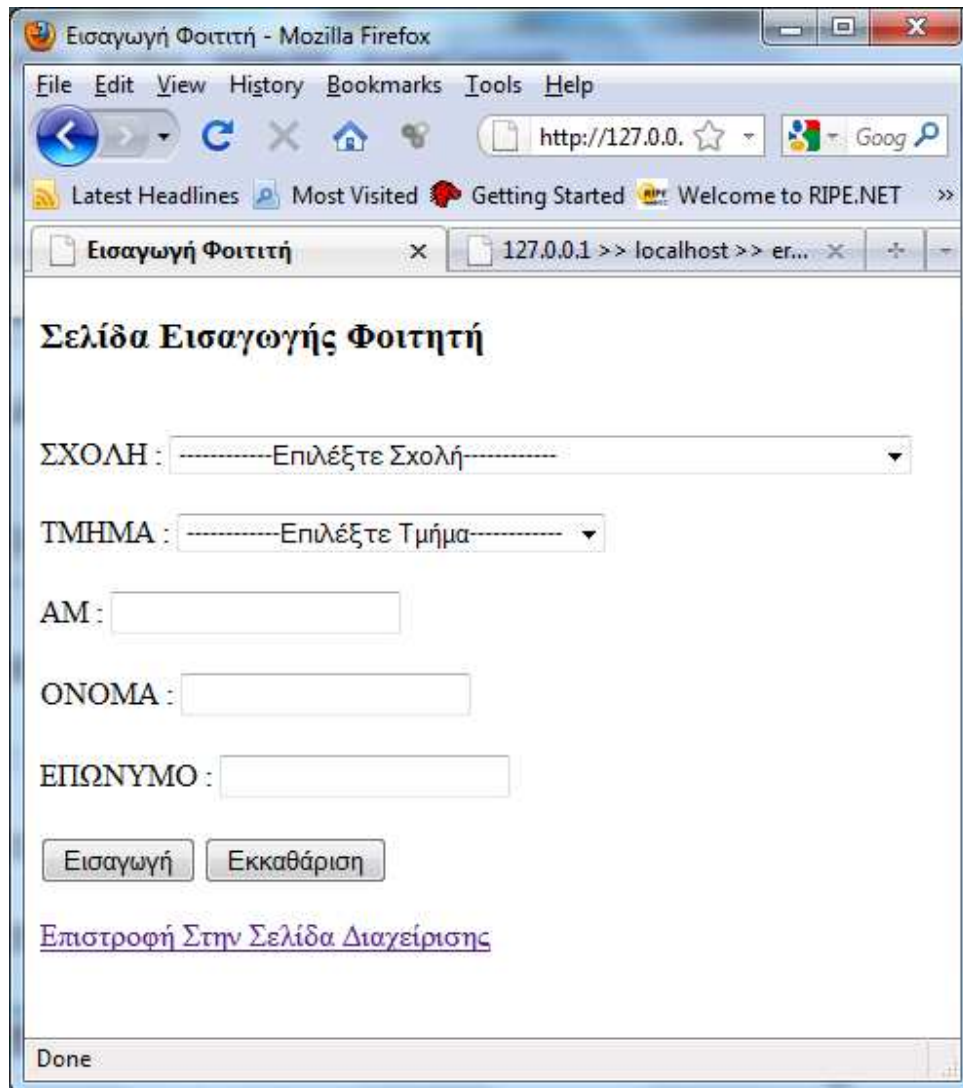 Εισαγωγή Φοιτιτή - Mozilla Firefox
File Edit View History Bookmarks Tools Help
http://127.0.0. Goog
Latest Headlines Most Visited Getting Started Welcome to RIPE.NET »
Εισαγωγή Φοιτιτή 127.0.0.1 >> localhost >> er...
Σελίδα Εισαγωγής Φοιτητή
ΣΧΟΛΗ : ------------Επιλέξτε Σχολή------------
ΤΜΗΜΑ : ------------Επιλέξτε Τμήμα------------
ΑΜ :
ΟΝΟΜΑ :
ΕΠΩΝΥΜΟ :
Εισαγωγή Εκκαθάριση
Επιστροφή Στην Σελίδα Διαχείρισης
Done